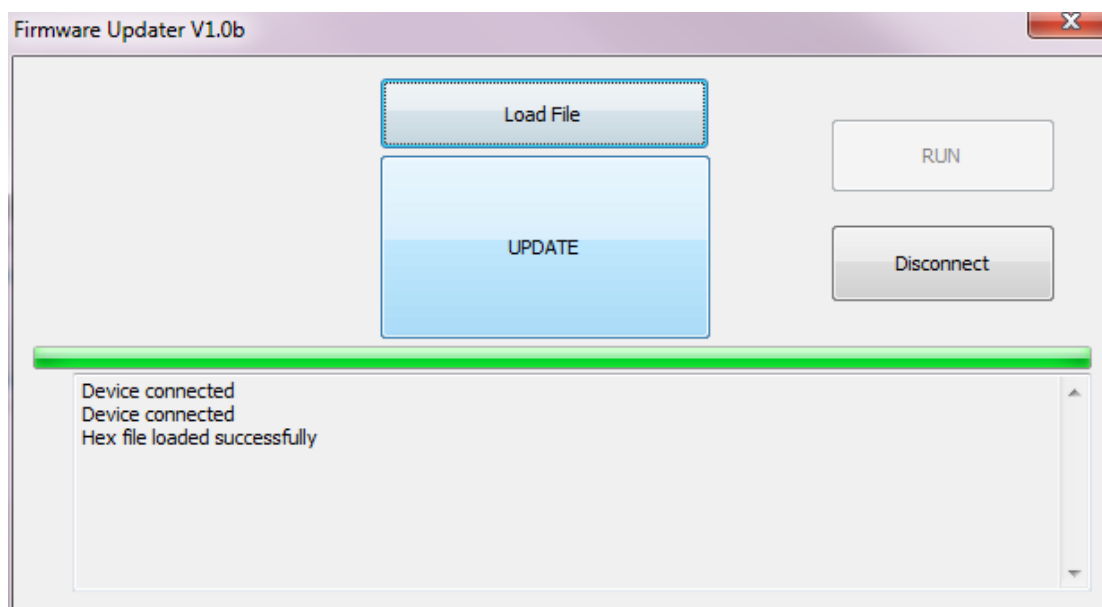 Firmware Updater V1.0b
Load File
RUN
UPDATE
Disconnect
Device connected
Device connected
Hex file loaded successfully